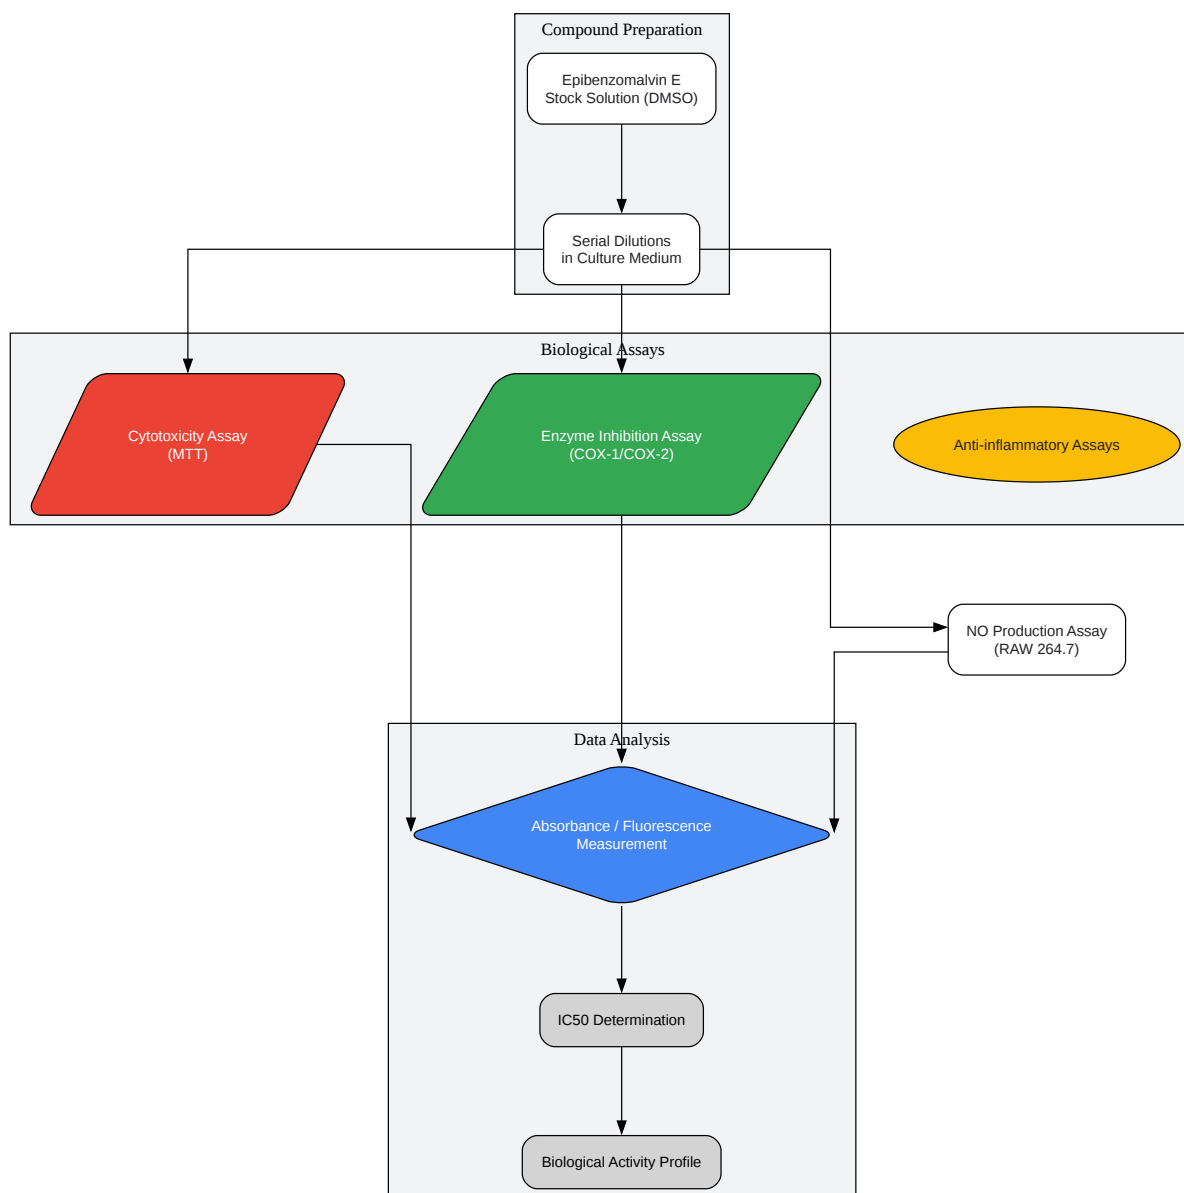 Compound Preparation
Epibenzomalvin E
Stock Solution (DMSO)
Serial Dilutions
in Culture Medium
Biological Assays
Cytotoxicity Assay
(MTT)
Enzyme Inhibition Assay
(COX-1/COX-2)
Anti-inflammatory Assays
NO Production Assay
(RAW 264.7)
Data Analysis
Absorbance / Fluorescence
Measurement
IC50 Determination
Biological Activity Profile